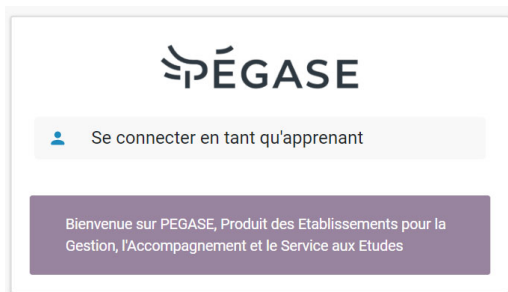 PÉGASE
Se connecter en tant qu'apprenant
Bienvenue sur PEGASE, Produit des Etablissements pour la
Gestion, l'Accompagnement et le Service aux Etudes